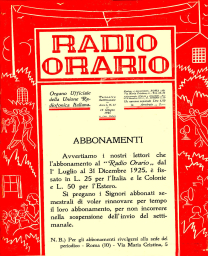 RADIO
ORARIO
Organo Ufficiale
della Unione Ra-
diofonica Italiana.
ABBONAMENTI
Avvertiamo i nostri lettori che
l'abbonamento al "Radio Orario„ dal
1° Luglio al 31 Dicembre 1925, è fis-
sato in L. 25 per l'Italia e le Colonie
e L. 50 per l'Estero.
Si pregano i Signori abbonati se-
mestrali di voler rinnovare per tempo
il loro abbonamento, per non incorrere
nella sospensione dell'invio del setti-
manale.
N. B.) Per gli abbonamenti rivolgersi alla sede del
periodico - Roma (10) - Via Maria Cristina, 5